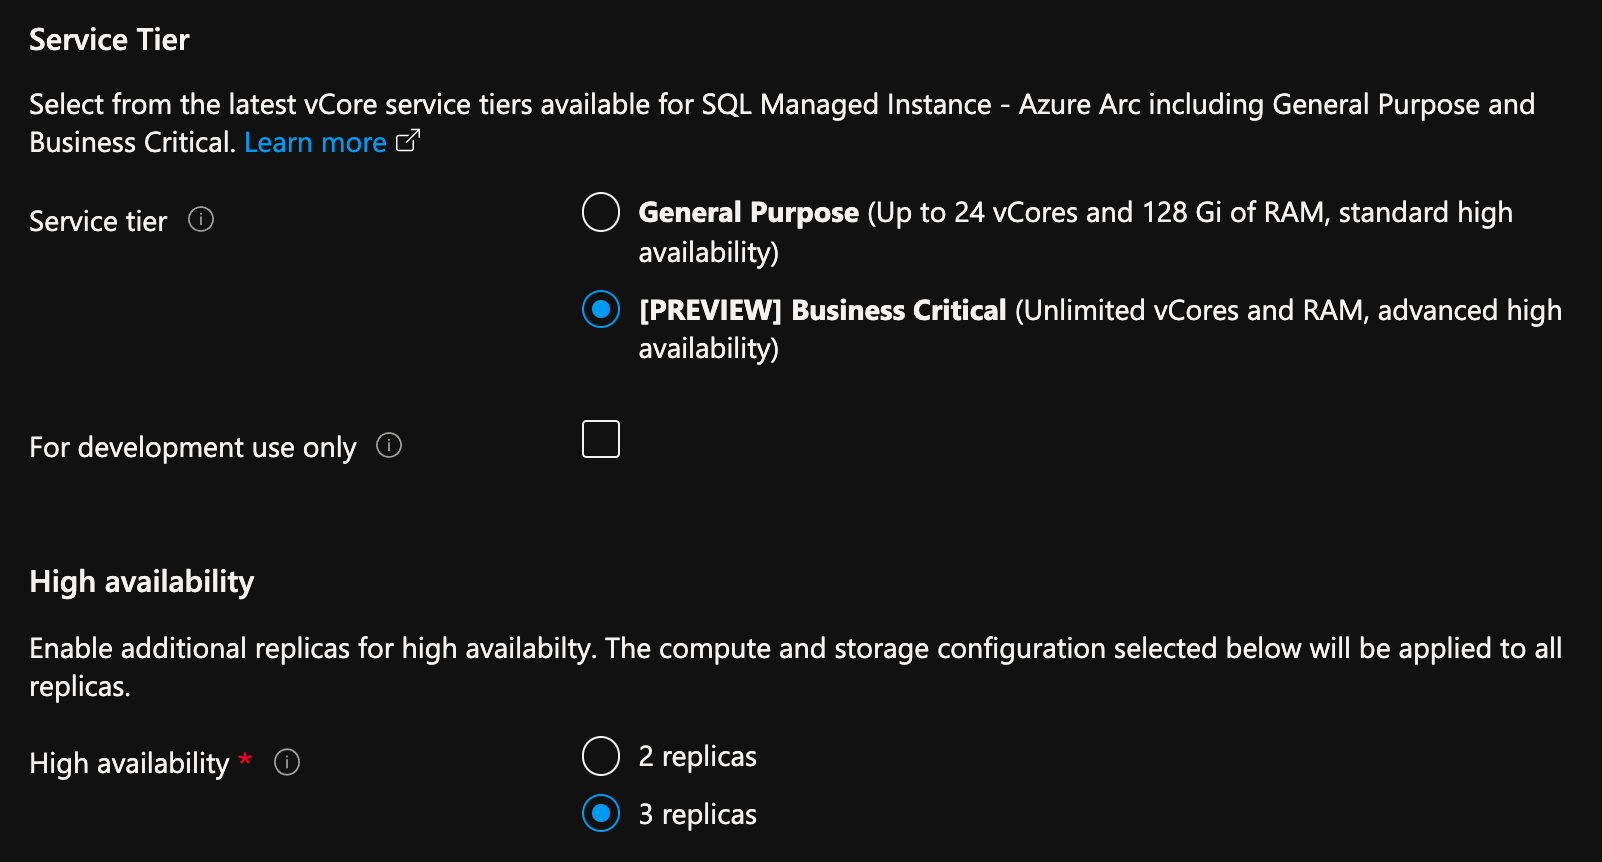 Service Tier
Select from the latest vCore service tiers available for SQL Managed Instance - Azure Arc including General Purpose and
Business Critical. Learn more
Service tier
General Purpose (Up to 24 vCores and 128 Gi of RAM, standard high
availability)
[PREVIEW] Business Critical (Unlimited vCores and RAM, advanced high
availability)
For development use only
High availability
Enable additional replicas for high availabilty. The compute and storage configuration selected below will be applied to all
replicas.
High availability *
2 replicas
3 replicas